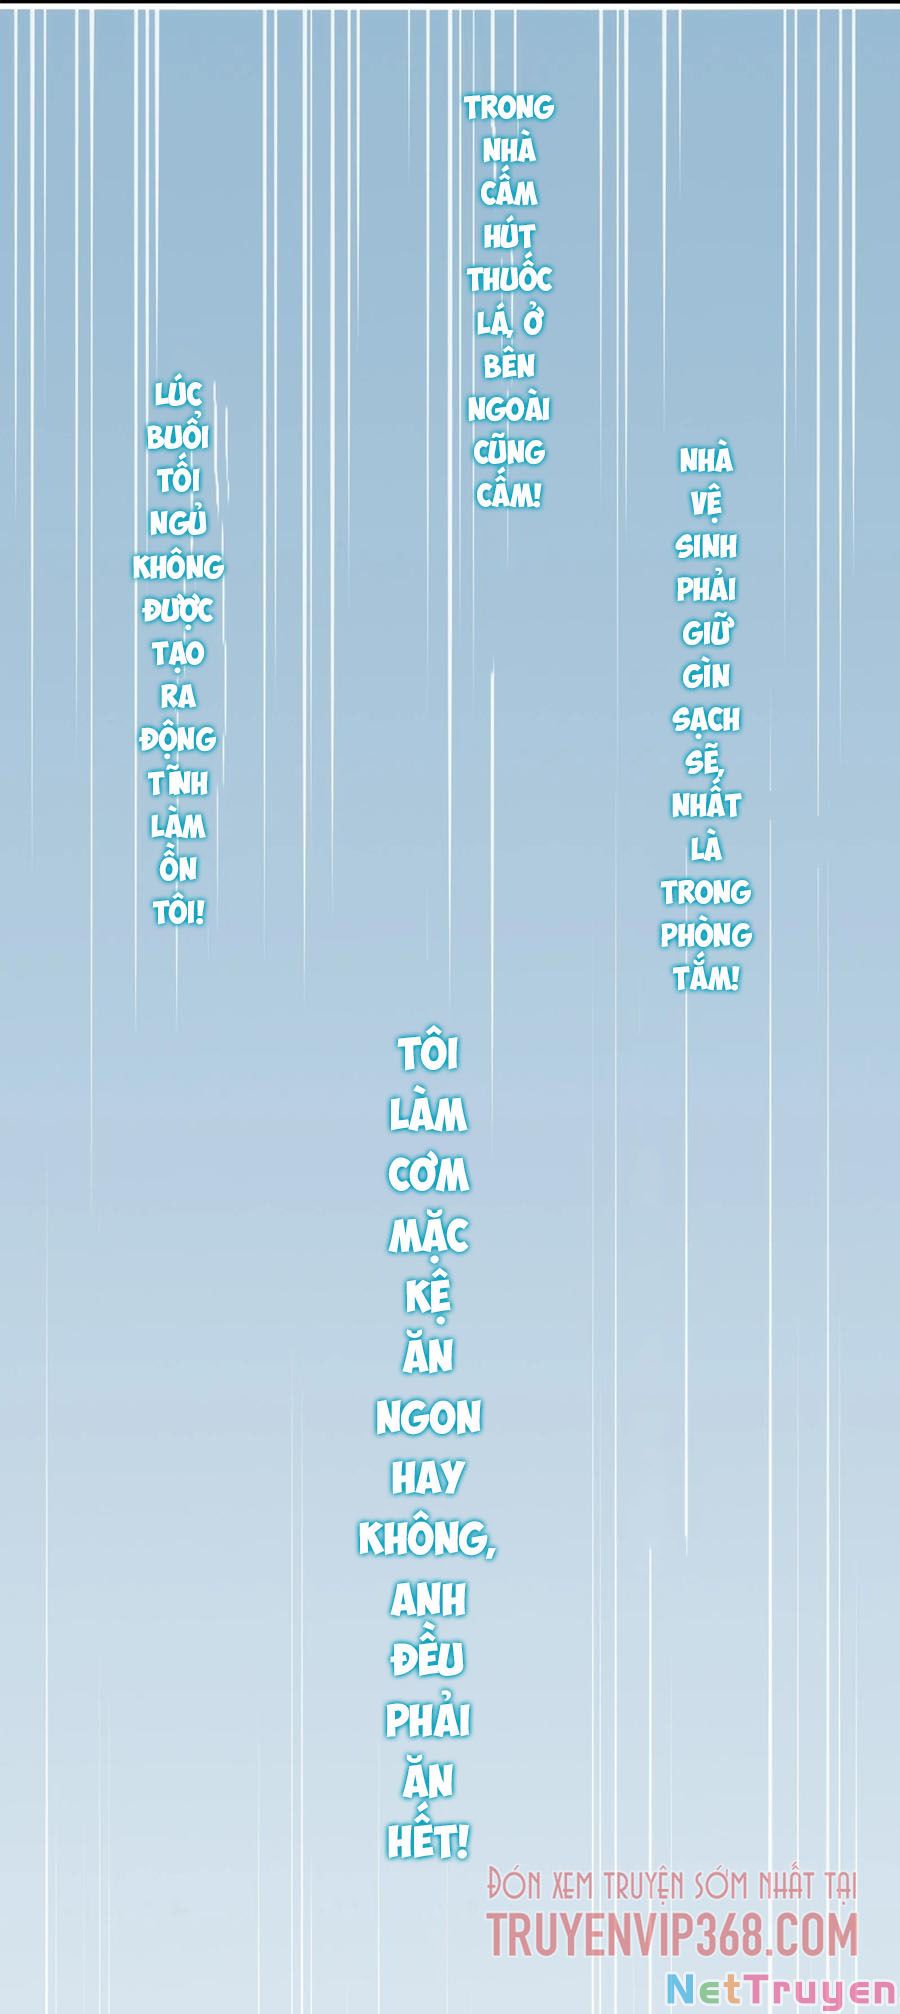 TRONG
NHÀ
CẤM
HÚT
THUỐC
LÁ, Ở
BÊN
NGOÀI
CŨNG
CẤM!
LÚC
BUỔI
TỐI
NGỦ
KHÔNG
ĐƯỢC
TẠO
RA
ĐỘNG
TĨNH
LÀM
ỒN
TÔI!
NHÀ
VỆ
SINH
PHẢI
GIỮ
GÌN
SẠCH
SẼ,
NHẤT
LÀ
TRONG
PHÒNG
TẮM!
TÔI
LÀM
CƠM
MẶC
KỆ
ĂN
NGON
HAY
KHÔNG,
ANH
ĐỀU
PHẢI
ĂN
HẾT!
ĐÓN XEM TRUYỆN SỚM NHẤT TẠI
TRUYENVIP368.COM
NetTruyen